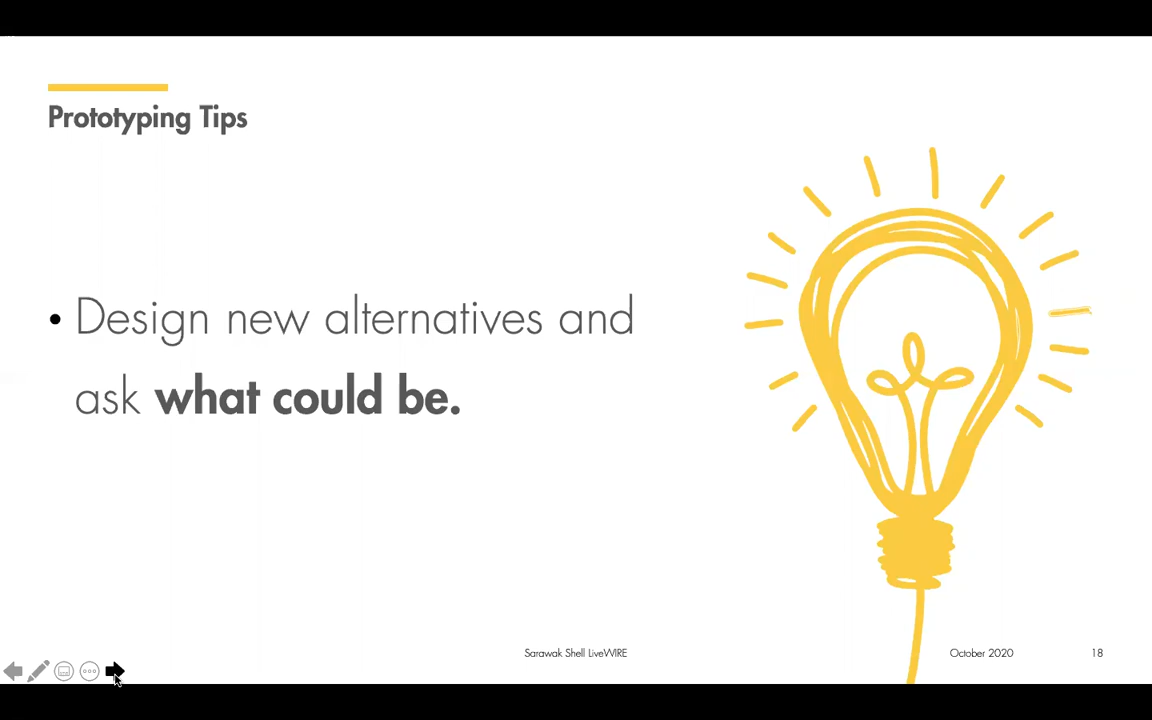 Prototyping Tips
• Design new alternatives and
ask what could be.
Sarawak Shell LiveWIRE
October 2020
18